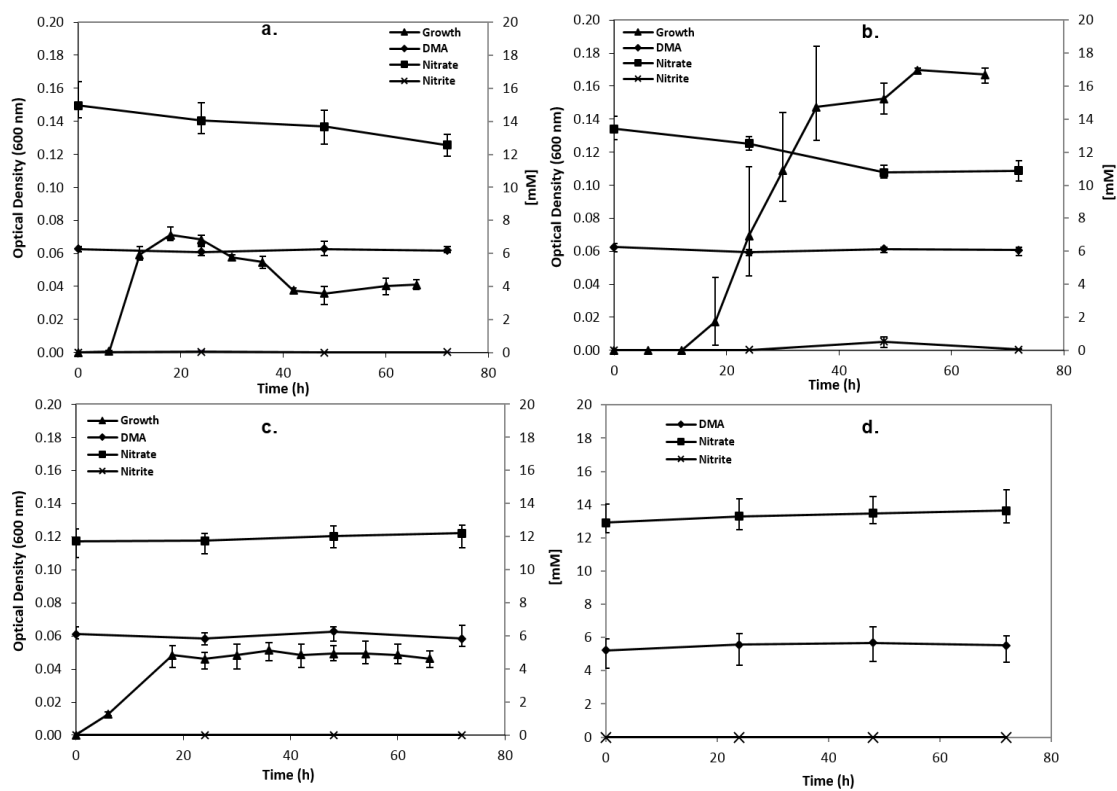 a.
Growth
DMA
Nitrate
Nitrite
Optical Density (600 nm)
0.20
0.18
0.16
0.14
0.12
0.10
0.08
0.06
0.04
0.02
0.00
20
18
16
14
12
10
8
6
4
2
0
[mM]
0 20 40 60 80
Time (h)
b.
Growth
DMA
Nitrate
Nitrite
Optical Density (600 nm)
0.20
0.18
0.16
0.14
0.12
0.10
0.08
0.06
0.04
0.02
0.00
20
18
16
14
12
10
8
6
4
2
0
[mM]
0 20 40 60 80
Time (h)
c.
Growth
DMA
Nitrate
Nitrite
Optical Density (600 nm)
0.20
0.18
0.16
0.14
0.12
0.10
0.08
0.06
0.04
0.02
0.00
20
18
16
14
12
10
8
6
4
2
0
[mM]
0 20 40 60 80
Time (h)
d.
DMA
Nitrate
Nitrite
20
18
16
14
12
10
8
6
4
2
0
0 20 40 60 80
Time (h)